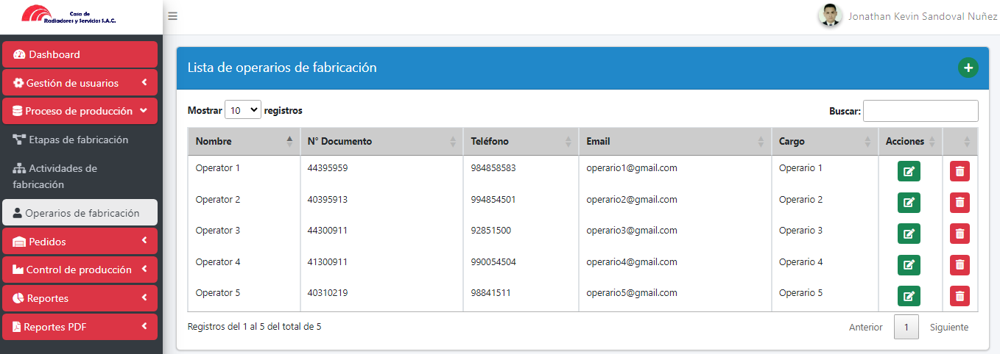 Casa de
Radiadores y Servicios S.A.C.
Jonathan Kevin Sandoval Nuñez
Dashboard
Gestión de usuarios
Proceso de producción
Etapas de fabricación
Actividades de
fabricación
Operarios de fabricación
Pedidos
Control de producción
Reportes
Reportes PDF
Lista de operarios de fabricación
Mostrar 10 registros
Buscar:
Nombre N° Documento Teléfono Email Cargo Acciones
Operator 1 44395959 984858583 operario1@gmail.com Operario 1
Operator 2 40395913 994854501 operario2@gmail.com Operario 2
Operator 3 44300911 92851500 operario3@gmail.com Operario 3
Operator 4 41300911 990054504 operario4@gmail.com Operario 4
Operator 5 40310219 98841511 operario5@gmail.com Operario 5
Registros del 1 al 5 del total de 5
Anterior 1 Siguiente